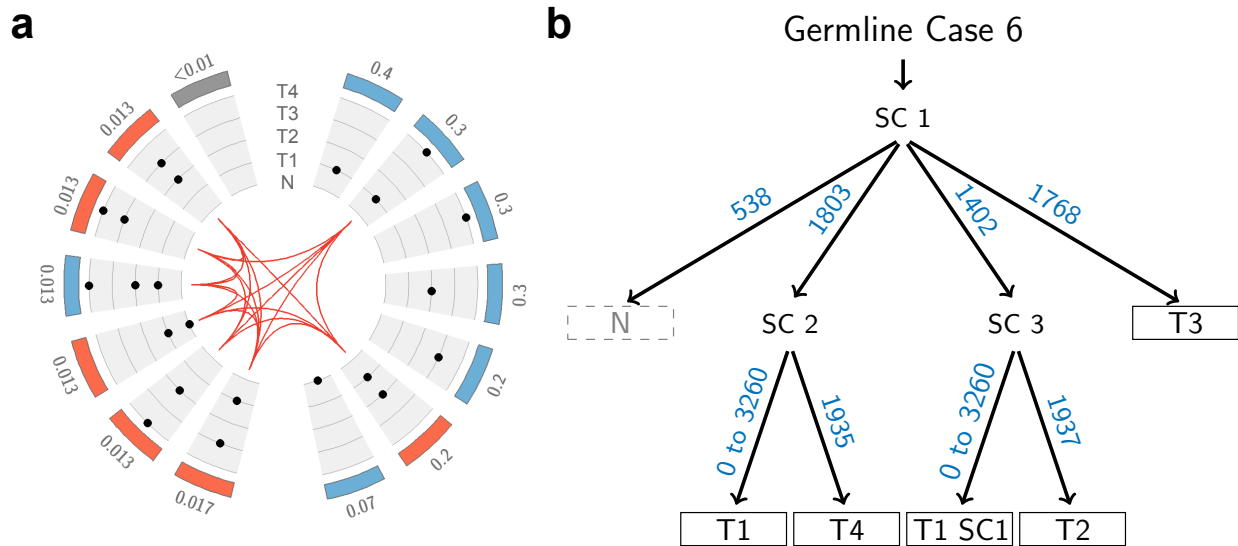 a
<0.01
0.4
0.3
0.3
0.3
0.2
0.2
0.07
0.017
0.013
0.013
0.013
0.013
0.013
T4
T3
T2
T1
N
b
Germline Case 6
SC 1
538
1803
1402
1768
N
SC 2
SC 3
T3
0 to 3260
1935
0 to 3260
1937
T1
T4
T1 SC1
T2